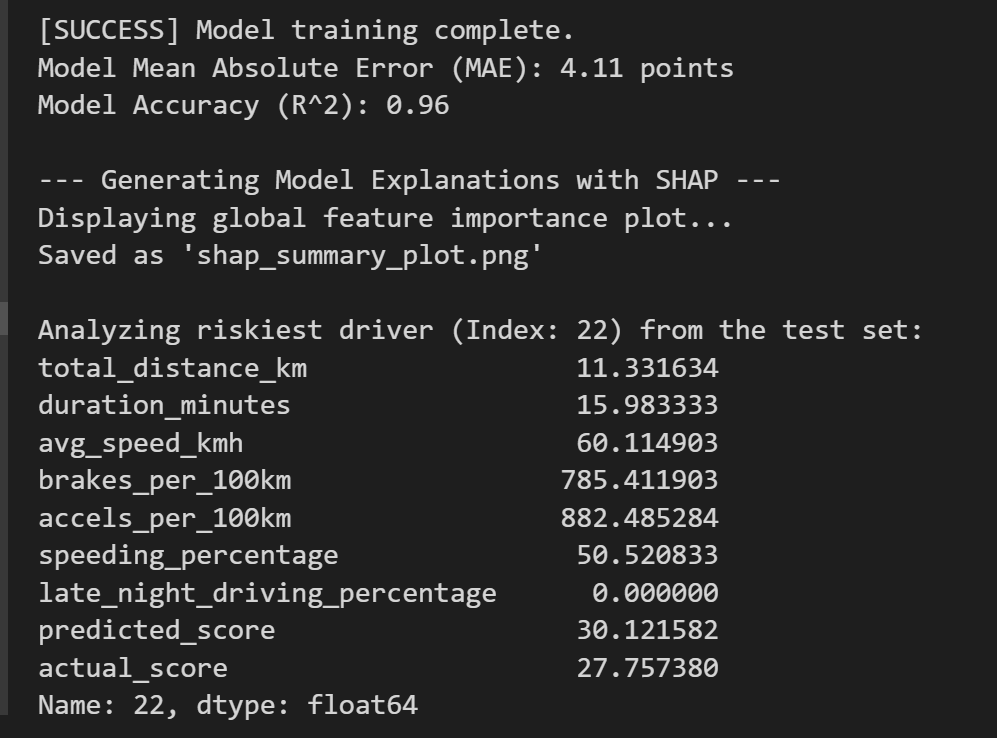 [SUCCESS] Model training complete.
Model Mean Absolute Error (MAE): 4.11 points
Model Accuracy (R^2): 0.96
--- Generating Model Explanations with SHAP ---
Displaying global feature importance plot...
Saved as 'shap_summary_plot.png'
Analyzing riskiest driver (Index: 22) from the test set:
total_distance_km 11.331634
duration_minutes 15.983333
avg_speed_kmh 60.114903
brakes_per_100km 785.411903
accels_per_100km 882.485284
speeding_percentage 50.520833
late_night_driving_percentage 0.000000
predicted_score 30.121582
actual_score 27.757380
Name: 22, dtype: float64